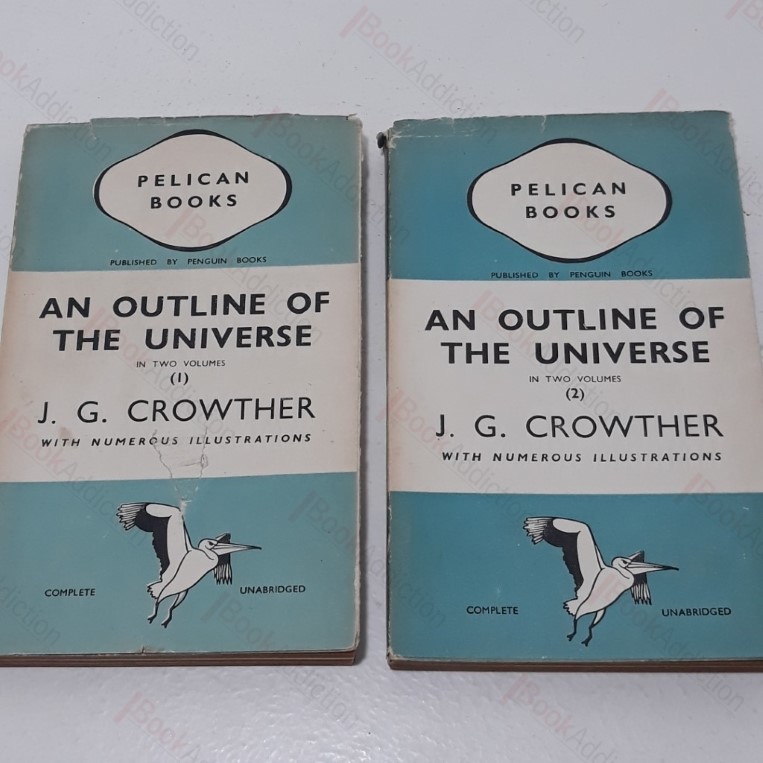 PELICAN
BOOKS
PUBLISHED BY PENGUIN BOOKS
AN OUTLINE OF
THE UNIVERSE
IN TWO VOLUMES
(1)
J. G. CROWTHER
WITH NUMEROUS ILLUSTRATIONS
COMPLETE
UNABRIDGED
PELICAN
BOOKS
PUBLISHED BY PENGUIN BOOKS
AN OUTLINE OF
THE UNIVERSE
IN TWO VOLUMES
(2)
J. G. CROWTHER
WITH NUMEROUS ILLUSTRATIONS
COMPLETE
UNABRIDGED
BookAddiction